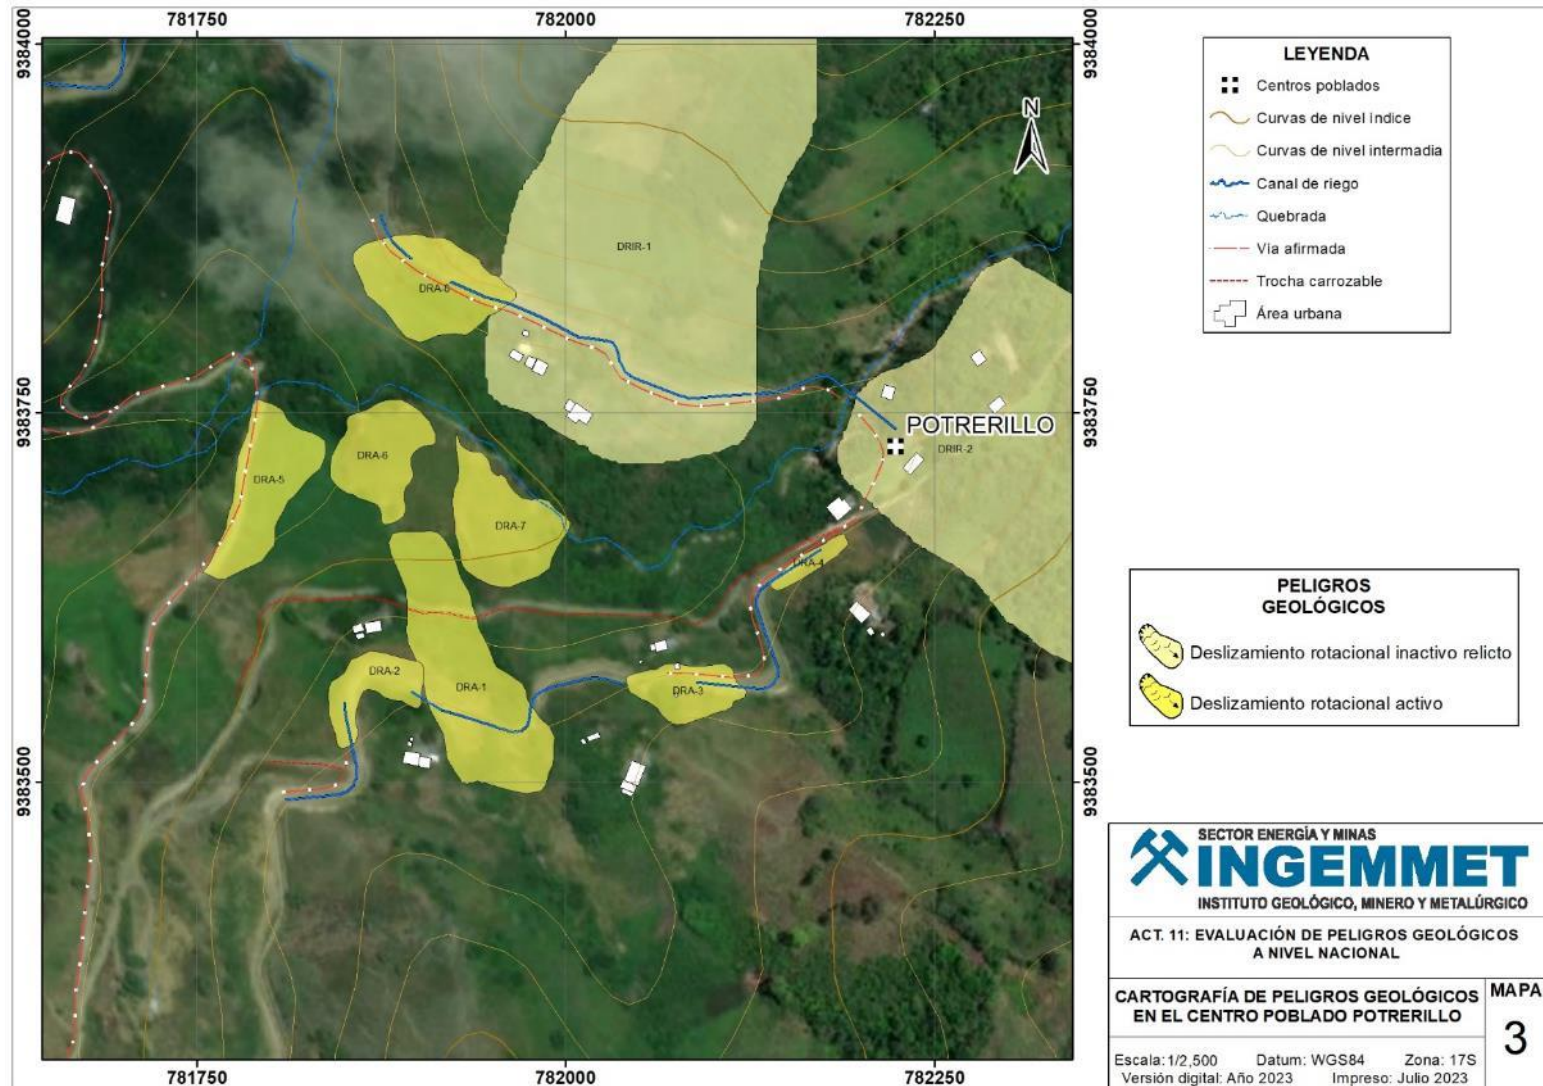 781750
782000
782250
9384000
9384000
N
DRIR-1
DRA-8
9383750
9383750
POTRERILLO
DRIR-2
DRA-6
DRA-5
DRA-7
DRA-4
DRA-2
DRA-1
DRA-3
9383500
9383500
781750
782000
782250
LEYENDA
Centros poblados
Curvas de nivel indice
Curvas de nivel intermadia
Canal de riego
Quebrada
Vía afirmada
Trocha carrozable
Área urbana
PELIGROS
GEOLÓGICOS
Deslizamiento rotacional inactivo relicto
Deslizamiento rotacional activo
SECTOR ENERGÍA Y MINAS
INGEMMET
INSTITUTO GEOLÓGICO, MINERO Y METALÚRGICO
ACT. 11: EVALUACIÓN DE PELIGROS GEOLÓGICOS
A NIVEL NACIONAL
CARTOGRAFÍA DE PELIGROS GEOLÓGICOS
EN EL CENTRO POBLADO POTRERILLO
MAPA
3
Escala: 1/2,500 Datum: WGS84 Zona: 17S
Versión digital: Año 2023 Impreso: Julio 2023